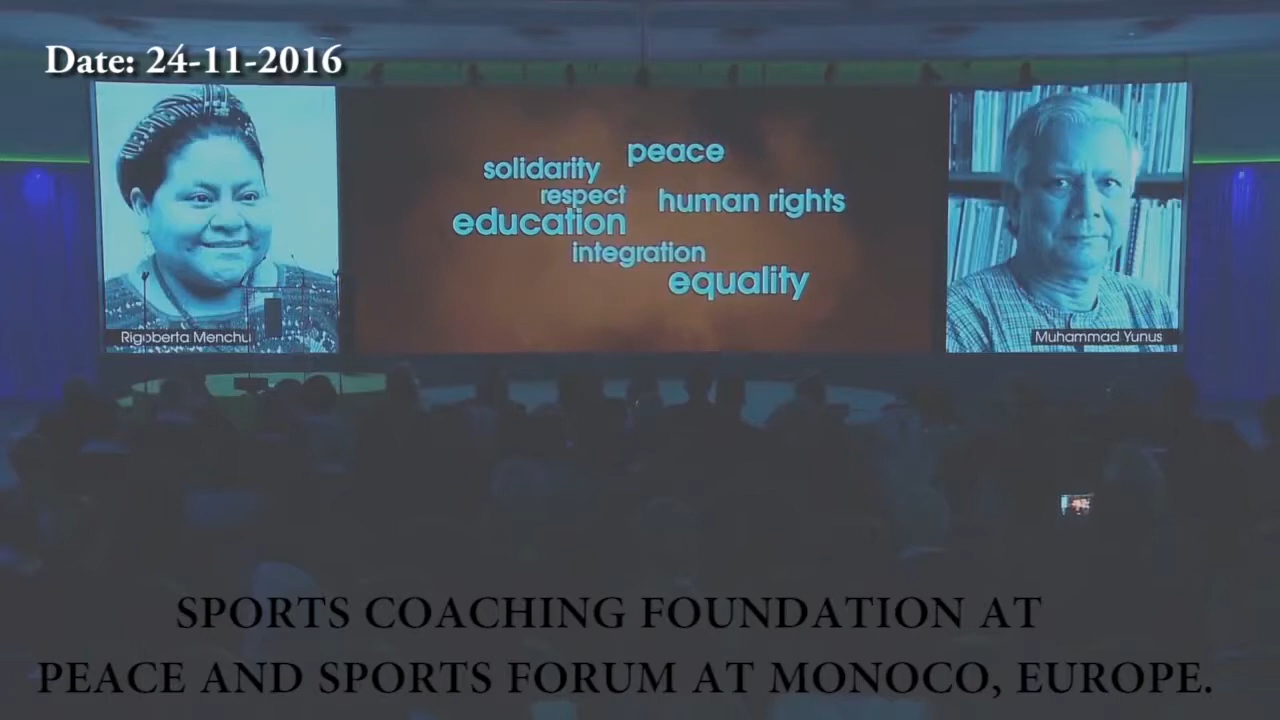 Date: 24-11-2016
solidarity
peace
respect
human rights
education
integration
equality
Rigoberta Menchu
Muhammad Yunus
SPORTS COACHING FOUNDATION AT
PEACE AND SPORTS FORUM AT MONOCO, EUROPE.